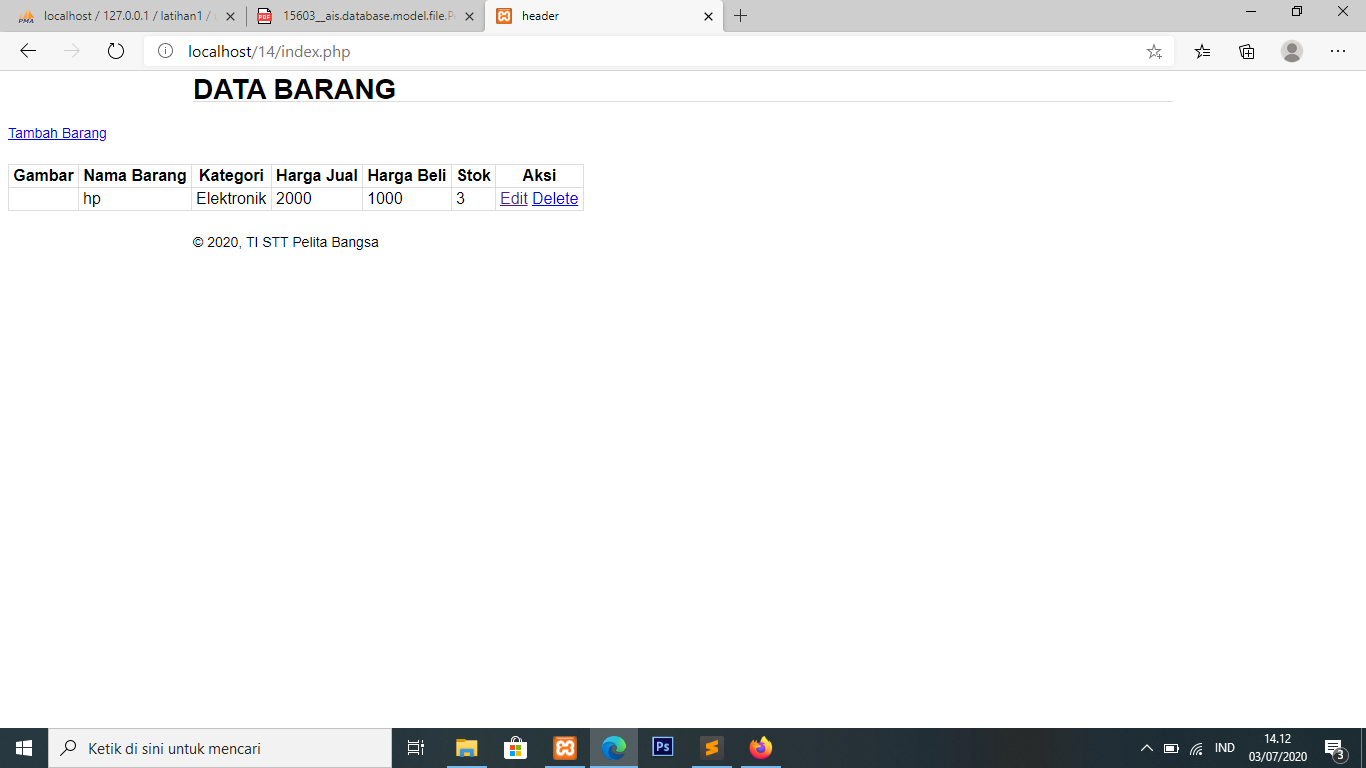 localhost / 127.0.0.1 / latihan1 /
15603__ais.database.model.file.P
header
localhost/14/index.php
DATA BARANG
Tambah Barang
Gambar Nama Barang Kategori Harga Jual Harga Beli Stok Aksi
hp Elektronik 2000 1000 3 Edit Delete
© 2020, TI STT Pelita Bangsa
Ketik di sini untuk mencari
Ps
IND
14.12
03/07/2020
3